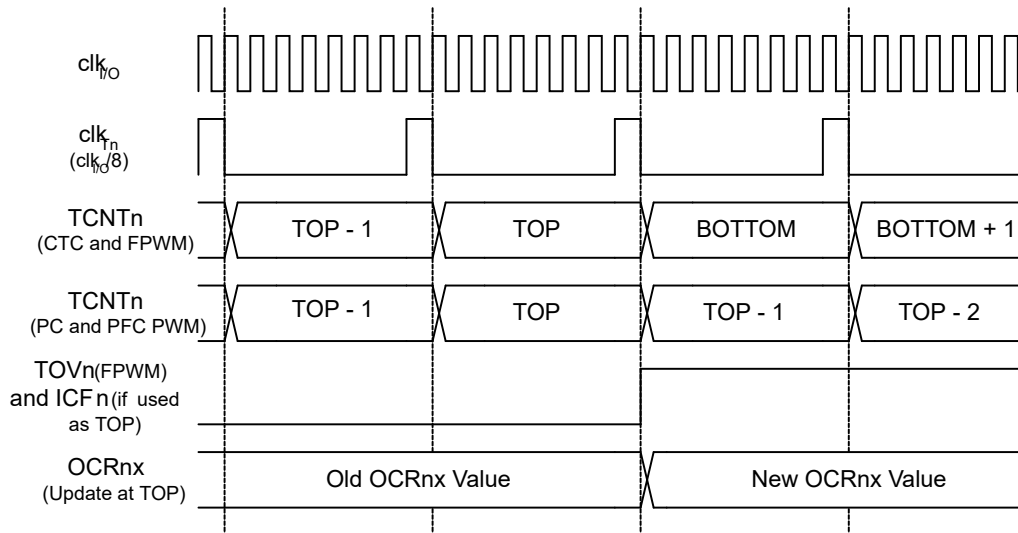 clkI/O
clkTn
(clkI/O/8)
TCNTn
(CTC and FPWM)
TOP - 1 TOP BOTTOM BOTTOM + 1
TCNTn
(PC and PFC PWM)
TOP - 1 TOP TOP - 1 TOP - 2
TOVn(FPWM)
and ICFn(if used
as TOP)
OCRnx
(Update at TOP)
Old OCRnx Value New OCRnx Value